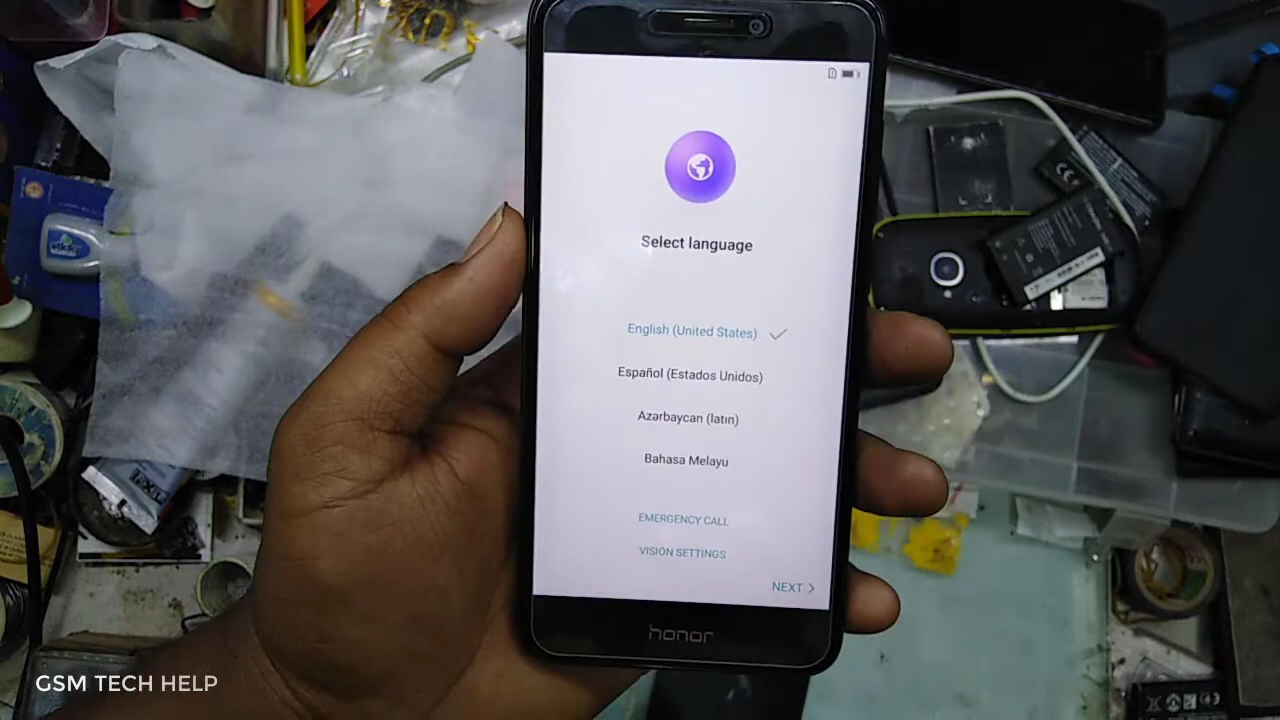 Select language
English (United States)
Español (Estados Unidos)
Azərbaycan (latın)
Bahasa Melayu
EMERGENCY CALL
VISION SETTINGS
NEXT
honor
GSM TECH HELP